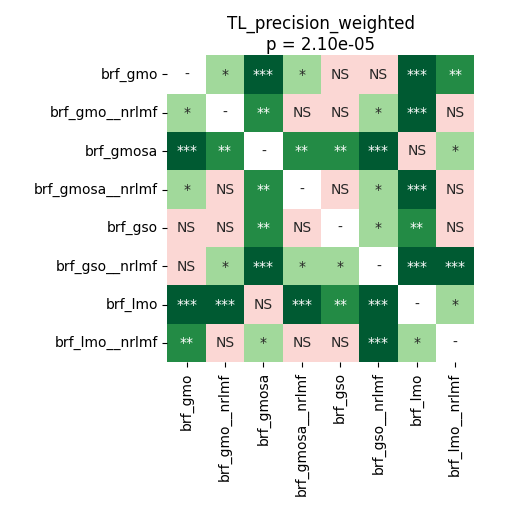 TL_precision_weighted
p = 2.10e-05
brf_gmo - * *** * NS NS *** **
brf_gmo__nrlmf * - ** NS NS * *** NS
brf_gmosa *** ** - ** ** *** NS *
brf_gmosa__nrlmf * NS ** - NS * *** NS
brf_gso NS NS ** NS - * ** NS
brf_gso__nrlmf NS * *** * * - *** ***
brf_lmo *** *** NS *** ** *** - *
brf_lmo__nrlmf ** NS * NS NS *** * -
brf_gmo
brf_gmo__nrlmf
brf_gmosa
brf_gmosa__nrlmf
brf_gso
brf_gso__nrlmf
brf_lmo
brf_lmo__nrlmf